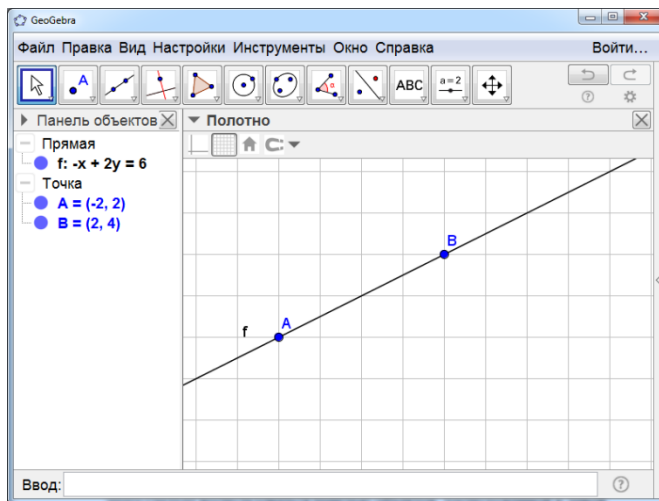 GeoGebra
Файл Правка Вид Настройки Инструменты Окно Справка Войти...
A ABC a = 2
Панель объектов Полотно
Прямая
f: -x + 2y = 6
Точка
A = (-2, 2)
B = (2, 4)
B
f A
Ввод: